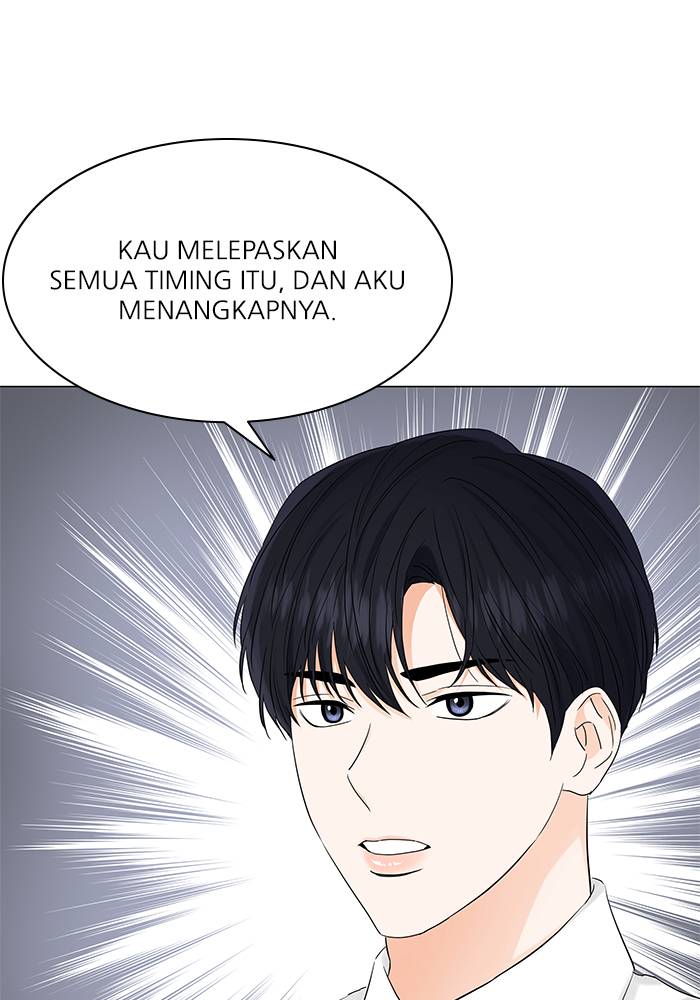 KAU MELEPASKAN
SEMUA TIMING ITU, DAN AKU
MENANGKAPNYA.